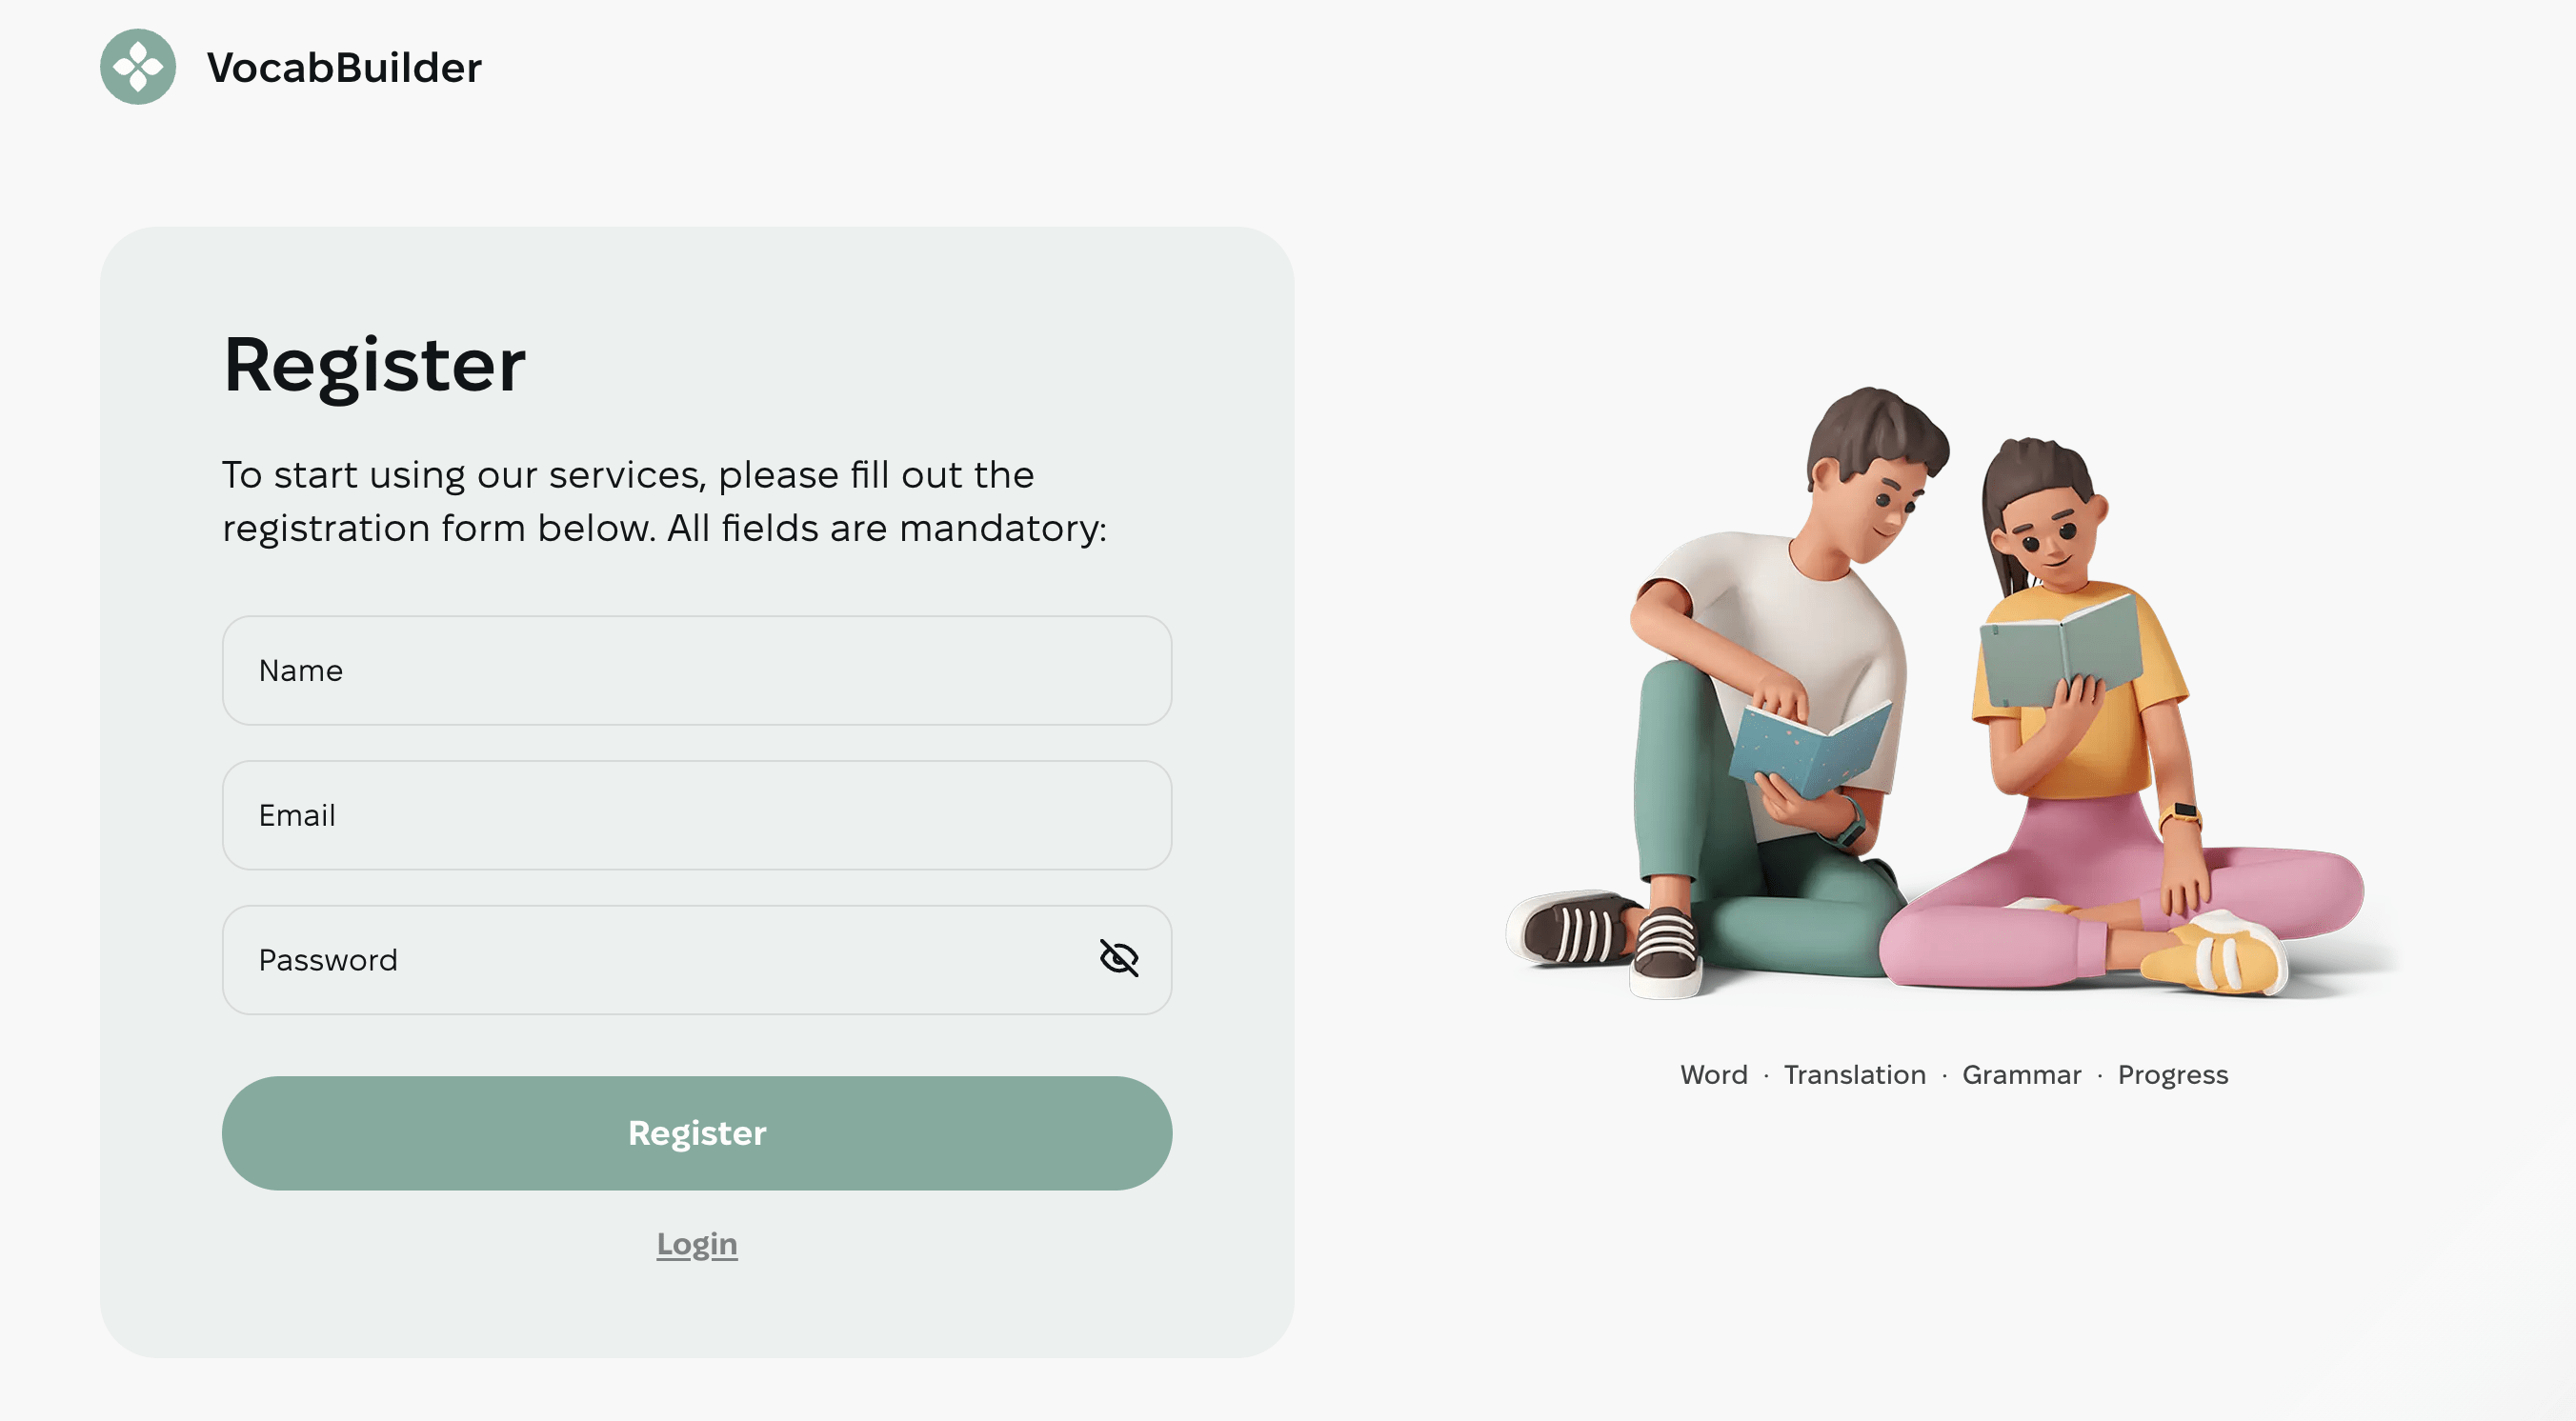 VocabBuilder
Register
To start using our services, please fill out the
registration form below. All fields are mandatory:
Name
Email
Password
Register
Login
Word · Translation · Grammar · Progress